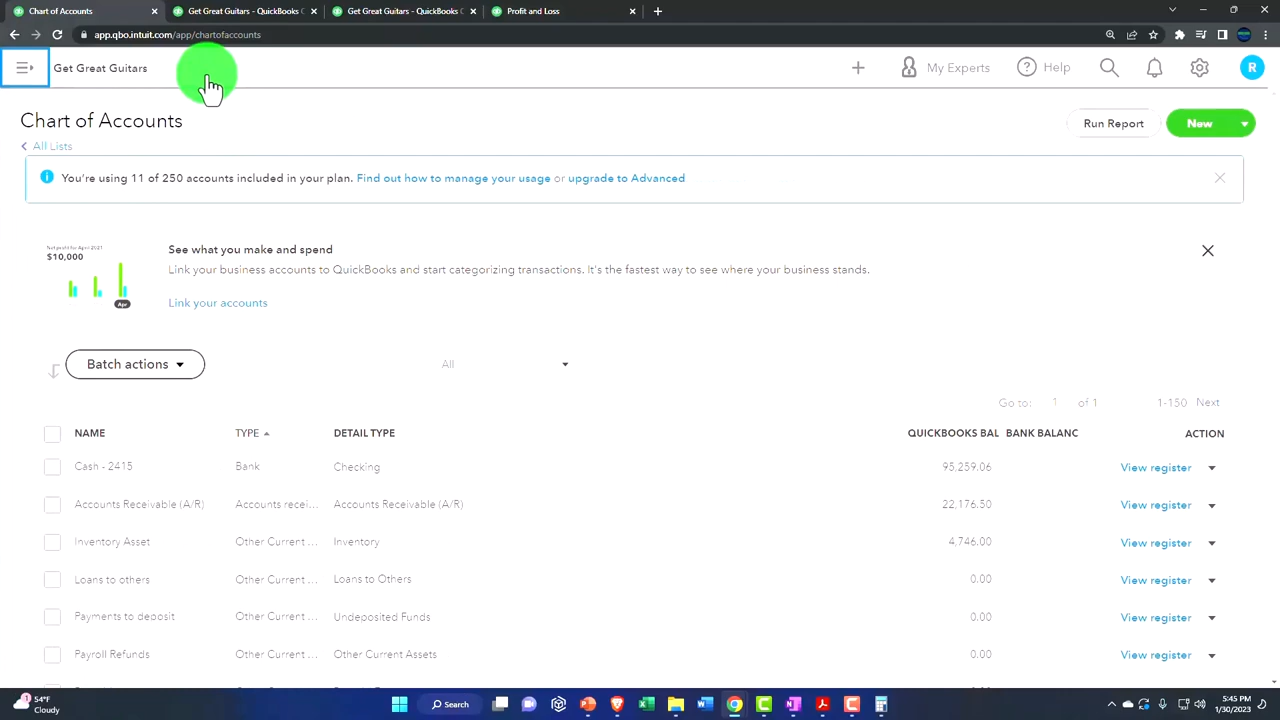 Chart of Accounts
Get Great Guitars - QuickBooks C
Get Great Guitars - QuickBooks C
Profit and Loss
app.qbo.intuit.com/app/chartofaccounts
Get Great Guitars
My Experts
Help
R
Chart of Accounts
All Lists
Run Report
New
You're using 11 of 250 accounts included in your plan. Find out how to manage your usage or upgrade to Advanced
Net profit for April 2021
$10,000
Apr
See what you make and spend
Link your business accounts to QuickBooks and start categorizing transactions. It's the fastest way to see where your business stands.
Link your accounts
Batch actions
All
Go to: 1 of 1 1-150 Next
NAME TYPE DETAIL TYPE QUICKBOOKS BAL BANK BALANC ACTION
Cash - 2415 Bank Checking 95,259.06 View register
Accounts Receivable (A/R) Accounts recei... Accounts Receivable (A/R) 22,176.50 View register
Inventory Asset Other Current ... Inventory 4,746.00 View register
Loans to others Other Current ... Loans to Others 0.00 View register
Payments to deposit Other Current ... Undeposited Funds 0.00 View register
Payroll Refunds Other Current ... Other Current Assets 0.00 View register
54°F
Cloudy
Search
5:45 PM
1/30/2023